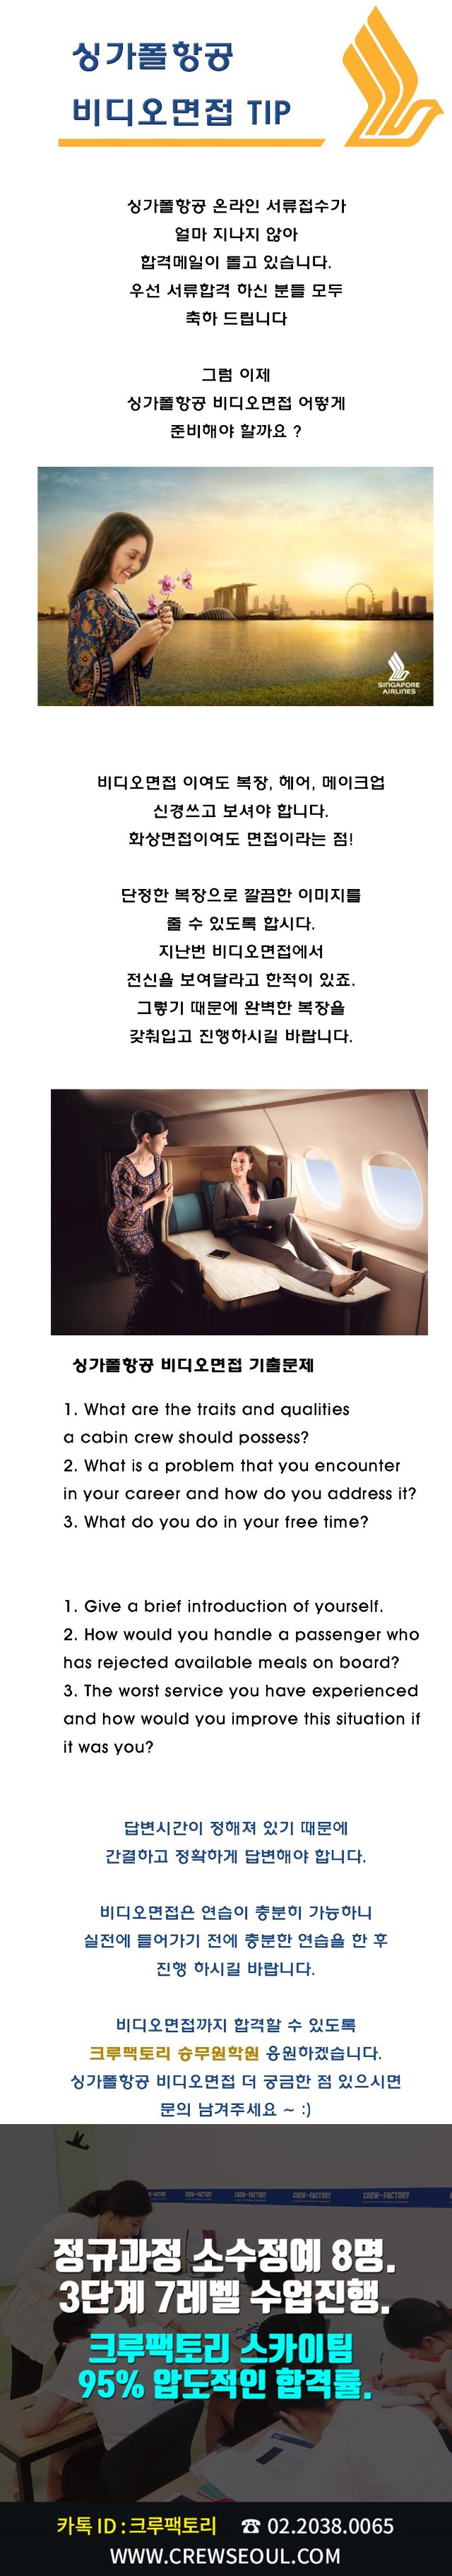 싱가폴항공
비디오면접 TIP
싱가폴항공 온라인 서류접수가
얼마 지나지 않아
합격메일이 돌고 있습니다.
우선 서류합격 하신 분들 모두
축하 드립니다
그럼 이제
싱가폴항공 비디오면접 어떻게
준비해야 할까요 ?
SINGAPORE
AIRLINES
비디오면접 이여도 복장, 헤어, 메이크업
신경쓰고 보셔야 합니다.
화상면접이여도 면접이라는 점!
단정한 복장으로 깔끔한 이미지를
줄 수 있도록 합시다.
지난번 비디오면접에서
전신을 보여달라고 한적이 있죠.
그렇기 때문에 완벽한 복장을
갖춰입고 진행하시길 바랍니다.
싱가폴항공 비디오면접 기출문제
1. What are the traits and qualities
a cabin crew should possess?
2. What is a problem that you encounter
in your career and how do you address it?
3. What do you do in your free time?
1. Give a brief introduction of yourself.
2. How would you handle a passenger who
has rejected available meals on board?
3. The worst service you have experienced
and how would you improve this situation if
it was you?
답변시간이 정해져 있기 때문에
간결하고 정확하게 답변해야 합니다.
비디오면접은 연습이 충분히 가능하니
실전에 들어가기 전에 충분한 연습을 한 후
진행 하시길 바랍니다.
비디오면접까지 합격할 수 있도록
크루팩토리 승무원학원 응원하겠습니다.
싱가폴항공 비디오면접 더 궁금한 점 있으시면
문의 남겨주세요 ~ :)
CREW-FACTORY CREW-FACTORY CREW-FACTORY CREW-FACTORY
정규과정 소수정예 8명.
3단계 7레벨 수업진행.
크루팩토리 스카이팀
95% 압도적인 합격률.
카톡 ID : 크루팩토리 ☎ 02.2038.0065
WWW.CREWSEOUL.COM